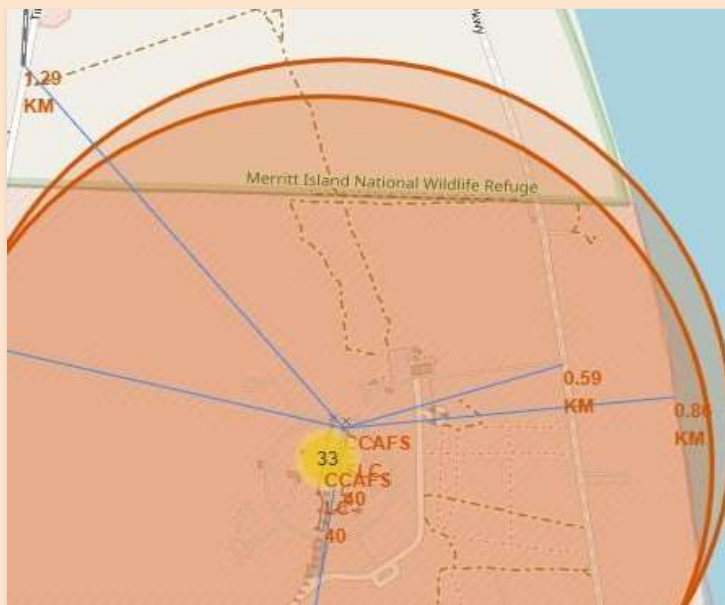 1.29
KM
Merritt Island National Wildlife Refuge
0.59
KM
0.86
KM
CCAFS
LC-
40
33
CCAFS
LC-
40